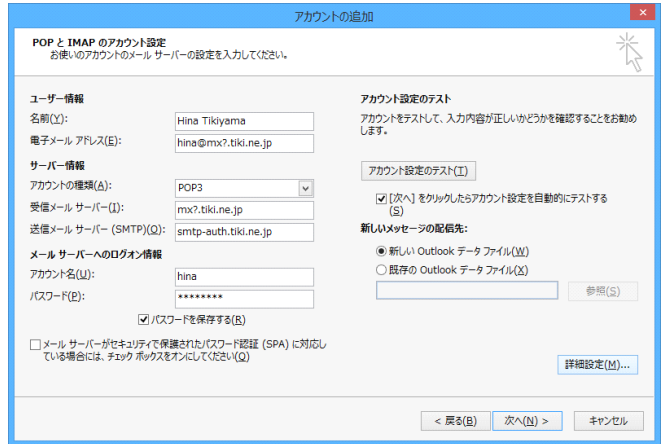 アカウントの追加
×
POP と IMAP のアカウント設定
お使いのアカウントのメール サーバーの設定を入力してください。
ユーザー情報
名前(Y):
Hina Tikiyama
電子メール アドレス(E):
hina@mx?.tiki.ne.jp
サーバー情報
アカウントの種類(A):
POP3
受信メール サーバー(I):
mx?.tiki.ne.jp
送信メール サーバー (SMTP)(O):
smtp-auth.tiki.ne.jp
メール サーバーへのログオン情報
アカウント名(U):
hina
パスワード(P):
********
パスワードを保存する(R)
メール サーバーがセキュリティで保護されたパスワード認証 (SPA) に対応し
ている場合には、チェック ボックスをオンにしてください(Q)
アカウント設定のテスト
アカウントをテストして、入力内容が正しいかどうかを確認することをお勧め
します。
アカウント設定のテスト(T)
[次へ] をクリックしたらアカウント設定を自動的にテストする
(S)
新しいメッセージの配信先:
新しい Outlook データ ファイル(W)
既存の Outlook データ ファイル(X)
参照(S)
詳細設定(M)...
< 戻る(B)
次へ(N) >
キャンセル